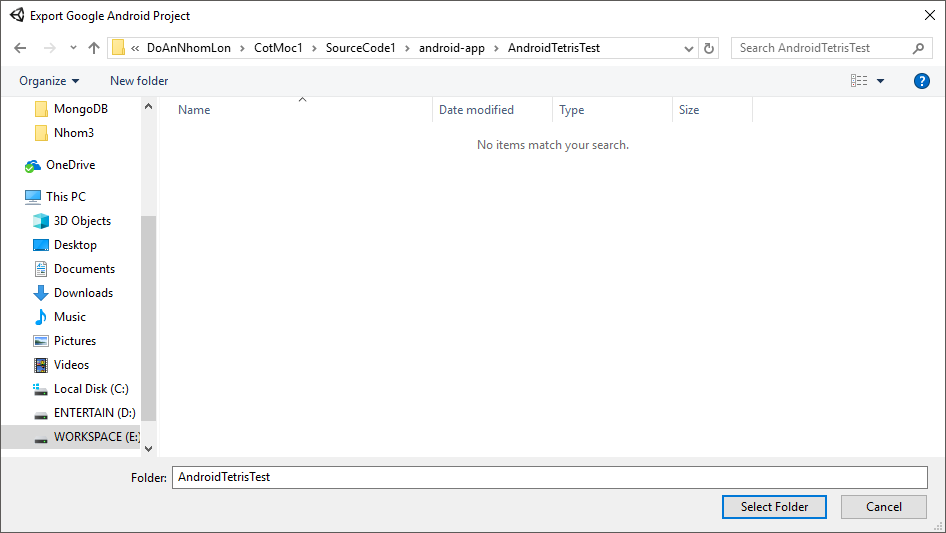 Export Google Android Project
« DoAnNhomLon > CotMoc1 > SourceCode1 > android-app > AndroidTetrisTest
Search AndroidTetrisTest
Organize
New folder
?
Name
Date modified
Type
Size
No items match your search.
MongoDB
Nhom3
OneDrive
This PC
3D Objects
Desktop
Documents
Downloads
Music
Pictures
Videos
Local Disk (C:)
ENTERTAIN (D:)
WORKSPACE (E:)
Folder:
AndroidTetrisTest
Select Folder
Cancel